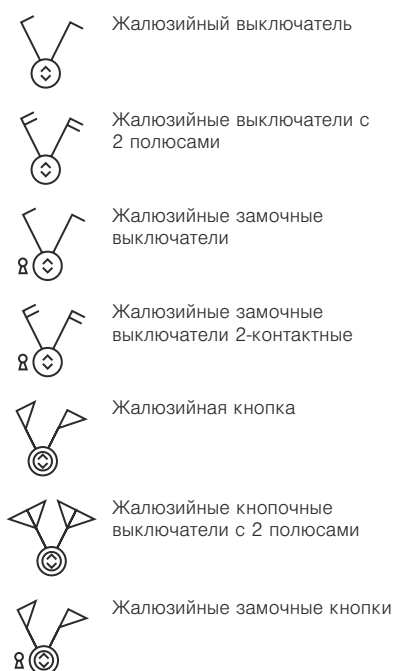 Жалюзийный выключатель
Жалюзийные выключатели с
2 полюсами
Жалюзийные замочные
выключатели
Жалюзийные замочные
выключатели 2-контактные
Жалюзийная кнопка
Жалюзийные кнопочные
выключатели с 2 полюсами
Жалюзийные замочные кнопки